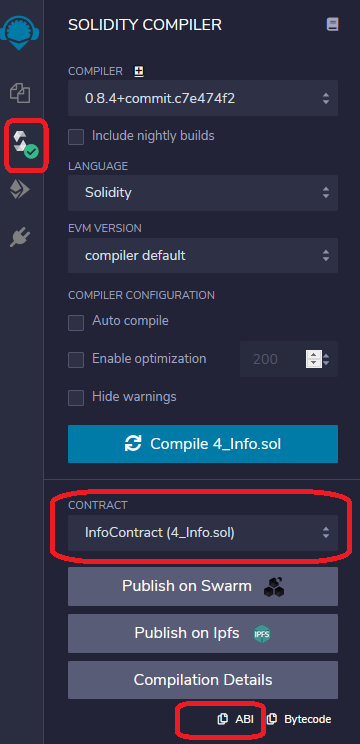 SOLIDITY COMPILER
COMPILER
0.8.4+commit.c7e474f2
Include nightly builds
LANGUAGE
Solidity
EVM VERSION
compiler default
COMPILER CONFIGURATION
Auto compile
Enable optimization 200
Hide warnings
Compile 4_Info.sol
CONTRACT
InfoContract (4_Info.sol)
Publish on Swarm
Publish on Ipfs IPFS
Compilation Details
ABI Bytecode